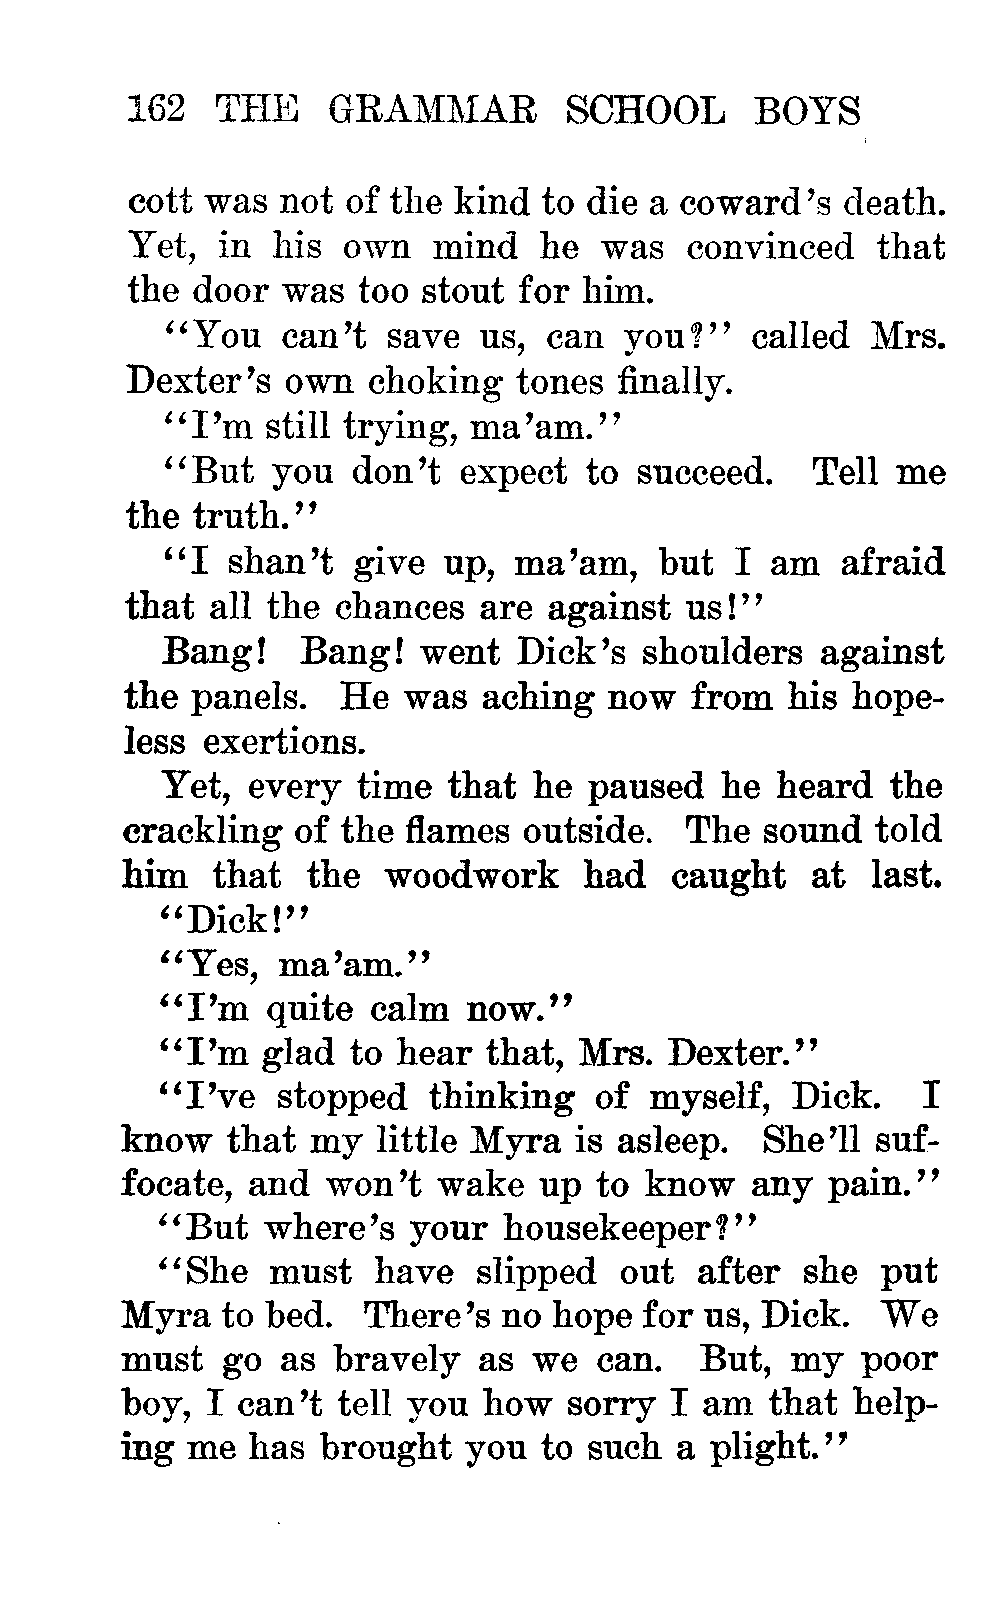 162 THE GRAMMAR SCHOOL BOYS
cott was not of the kind to die a coward's death.
Yet, in his own mind he was convinced that
the door was too stout for him.
"You can't save us, can you?" called Mrs.
Dexter's own choking tones finally.
"I'm still trying, ma'am."
"But you don't expect to succeed. Tell me
the truth."
"I shan't give up, ma'am, but I am afraid
that all the chances are against us!"
Bang! Bang! went Dick's shoulders against
the panels. He was aching now from his hope-
less exertions.
Yet, every time that he paused he heard the
crackling of the flames outside. The sound told
him that the woodwork had caught at last.
"Dick!"
"Yes, ma'am."
"I'm quite calm now."
"I'm glad to hear that, Mrs. Dexter."
"I've stopped thinking of myself, Dick. I
know that my little Myra is asleep. She'll suf-
focate, and won't wake up to know any pain."
"But where's your housekeeper?"
"She must have slipped out after she put
Myra to bed. There's no hope for us, Dick. We
must go as bravely as we can. But, my poor
boy, I can't tell you how sorry I am that help-
ing me has brought you to such a plight."